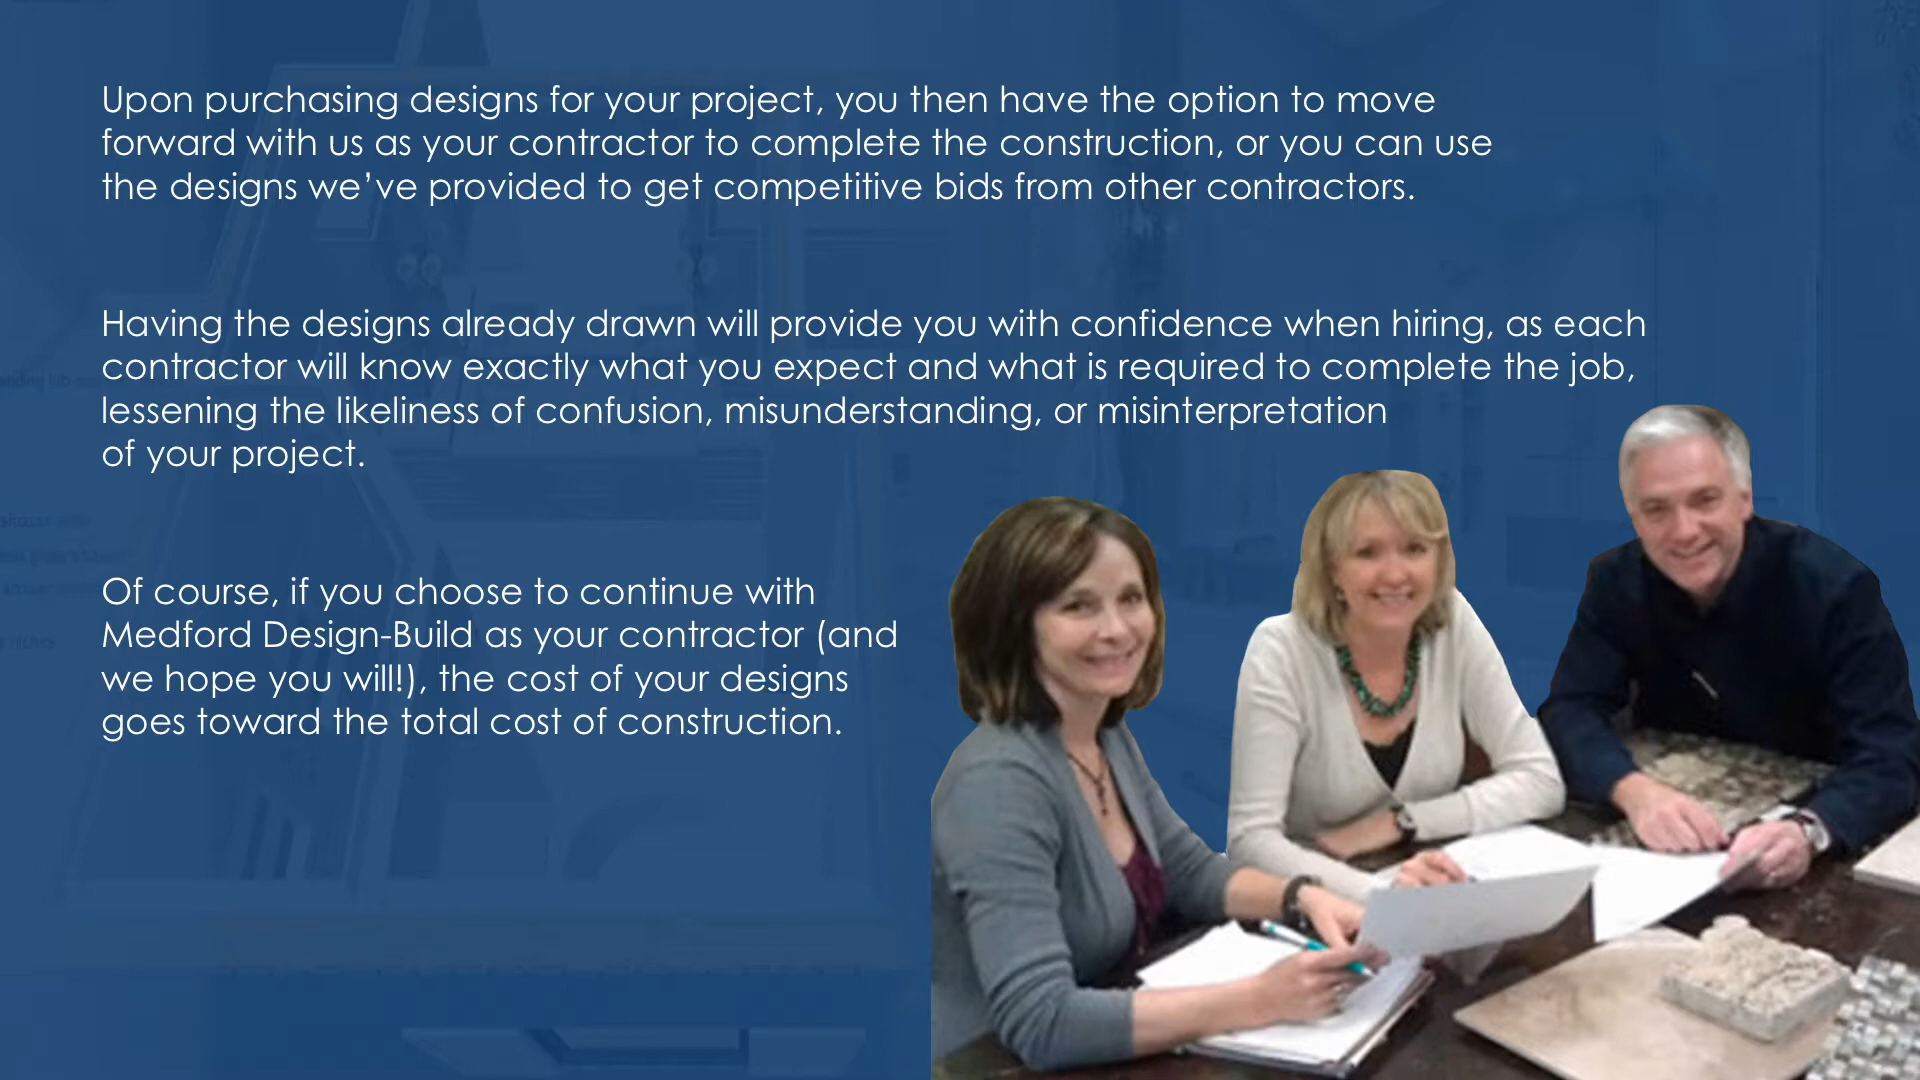 Upon purchasing designs for your project, you then have the option to move
forward with us as your contractor to complete the construction, or you can use
the designs we’ve provided to get competitive bids from other contractors.
Having the designs already drawn will provide you with confidence when hiring, as each
contractor will know exactly what you expect and what is required to complete the job,
lessening the likeliness of confusion, misunderstanding, or misinterpretation
of your project.
Of course, if you choose to continue with
Medford Design-Build as your contractor (and
we hope you will!), the cost of your designs
goes toward the total cost of construction.